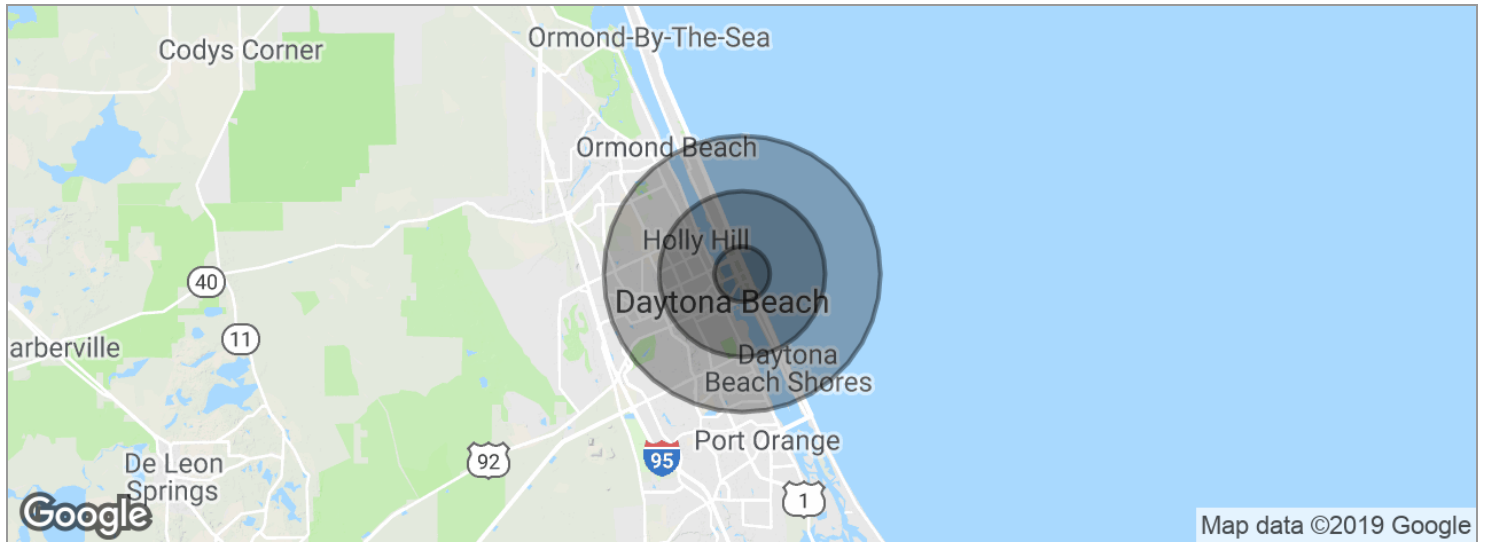 Ormond-By-The-Sea
Codys Corner
Ormond Beach
Holly Hill
40
Daytona Beach
11
arberville
Daytona
Beach Shores
Port Orange
92
95
De Leon
Springs
1
Google
Map data ©2019 Google